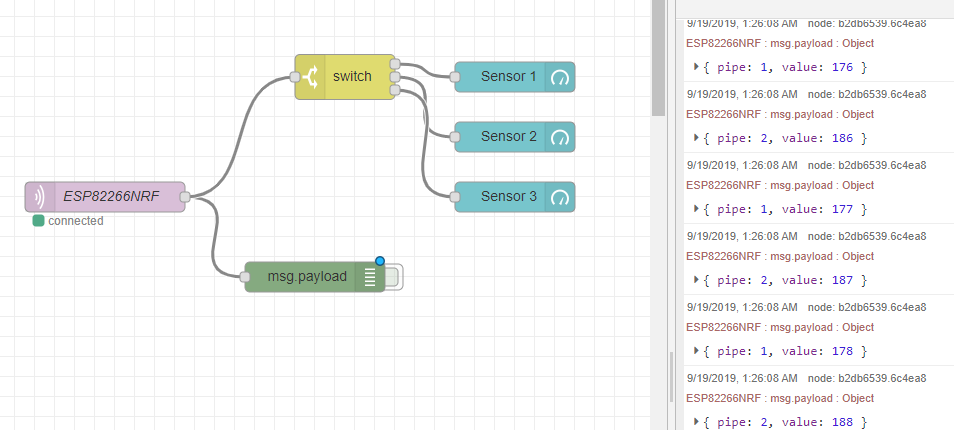 switch
Sensor 1
Sensor 2
ESP82266NRF
Sensor 3
connected
msg.payload
9/19/2019, 1:26:08 AM node: b2db6539.6c4ea8
ESP82266NRF : msg.payload : Object
{ pipe: 1, value: 176 }
9/19/2019, 1:26:08 AM node: b2db6539.6c4ea8
ESP82266NRF : msg.payload : Object
{ pipe: 2, value: 186 }
9/19/2019, 1:26:08 AM node: b2db6539.6c4ea8
ESP82266NRF : msg.payload : Object
{ pipe: 1, value: 177 }
9/19/2019, 1:26:08 AM node: b2db6539.6c4ea8
ESP82266NRF : msg.payload : Object
{ pipe: 2, value: 187 }
9/19/2019, 1:26:08 AM node: b2db6539.6c4ea8
ESP82266NRF : msg.payload : Object
{ pipe: 1, value: 178 }
9/19/2019, 1:26:08 AM node: b2db6539.6c4ea8
ESP82266NRF : msg.payload : Object
{ pipe: 2, value: 188 }